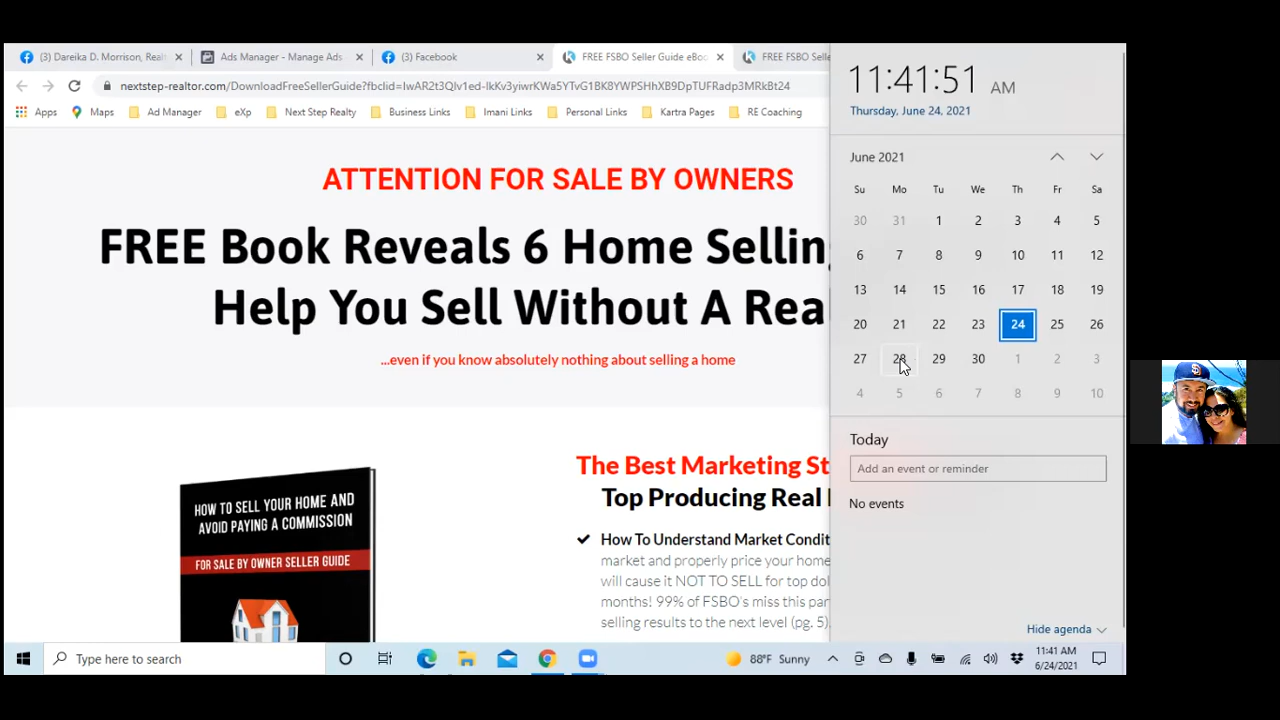 (3) Dareika D. Morrison, Realt
Ads Manager - Manage Ads
(3) Facebook
FREE FSBO Seller Guide eBoo
FREE FSBO Sell
nextstep-realtor.com/DownloadFreeSellerGuide?fbclid=IwAR2t3Qlv1ed-IkKv3yiwrKWa5YTvG1BK8YWPSHhXB9DpTUFRadp3MRkBt24
Apps
Maps
Ad Manager
eXp
Next Step Realty
Business Links
Imani Links
Personal Links
Kartra Pages
RE Coaching
ATTENTION FOR SALE BY OWNERS
FREE Book Reveals 6 Home Selling
Help You Sell Without A Real
...even if you know absolutely nothing about selling a home
HOW TO SELL YOUR HOME AND
AVOID PAYING A COMMISSION
FOR SALE BY OWNER SELLER GUIDE
The Best Marketing St
Top Producing Real
How To Understand Market Condit
market and properly price your home
will cause it NOT TO SELL for top dol
months! 99% of FSBO's miss this par
selling results to the next level (pg. 5).
11:41:51 AM
Thursday, June 24, 2021
June 2021
Su Mo Tu We Th Fr Sa
30 31 1 2 3 4 5
6 7 8 9 10 11 12
13 14 15 16 17 18 19
20 21 22 23 24 25 26
27 28 29 30 1 2 3
4 5 6 7 8 9 10
Today
Add an event or reminder
No events
Hide agenda
Type here to search
88°F Sunny
11:41 AM
6/24/2021